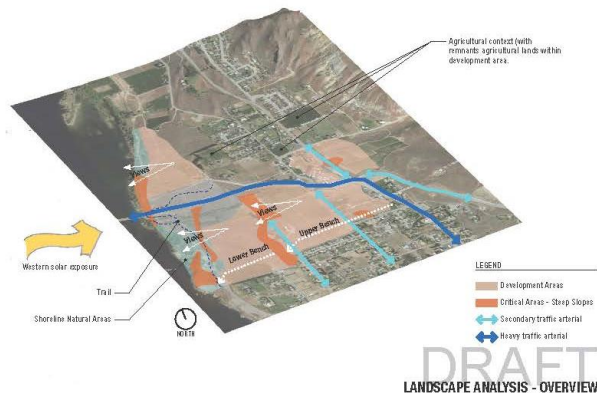 Agricultural context (with
remnants agricultural lands within
development area.
Views
Views
Views
Lower Bench
Upper Bench
Western solar exposure
Trail
Shoreline Natural Areas
NORTH
LEGEND
Development Areas
Critical Areas - Steep Slopes
Secondary traffic arterial
Heavy traffic arterial
DRAFT
LANDSCAPE ANALYSIS - OVERVIEW